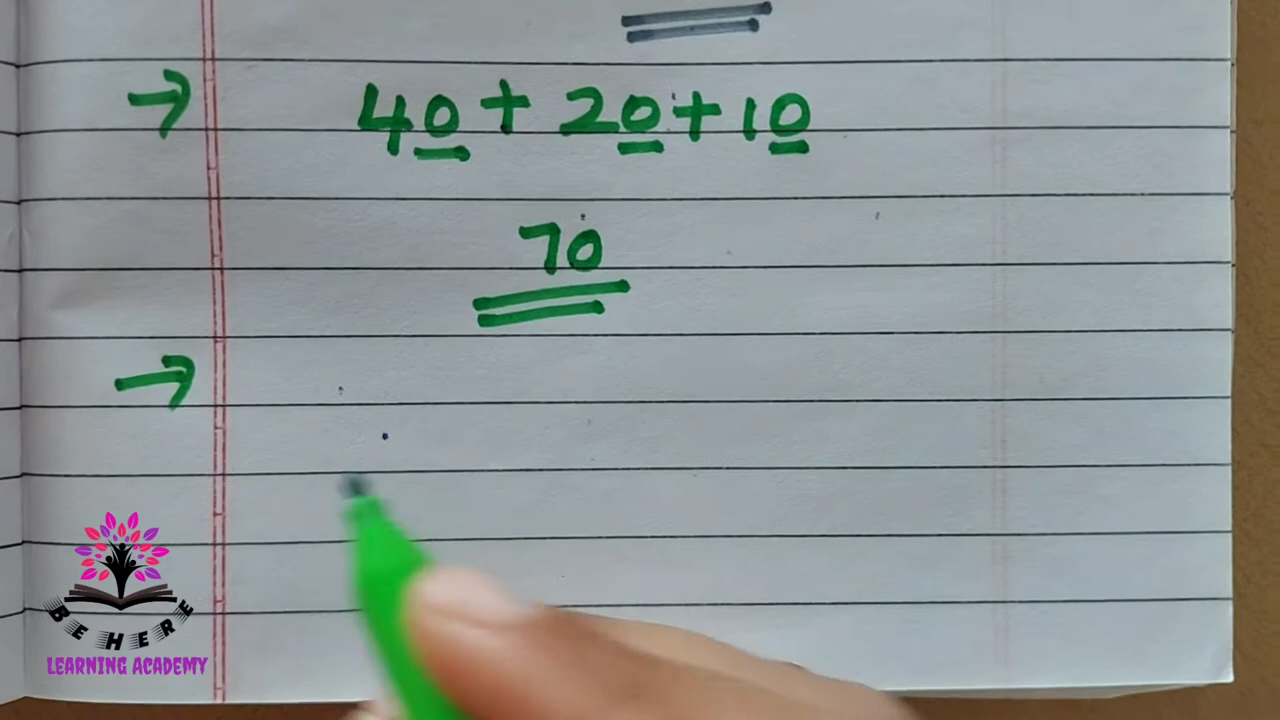 → 40 + 20 + 10
70
→
BE HERE
LEARNING ACADEMY